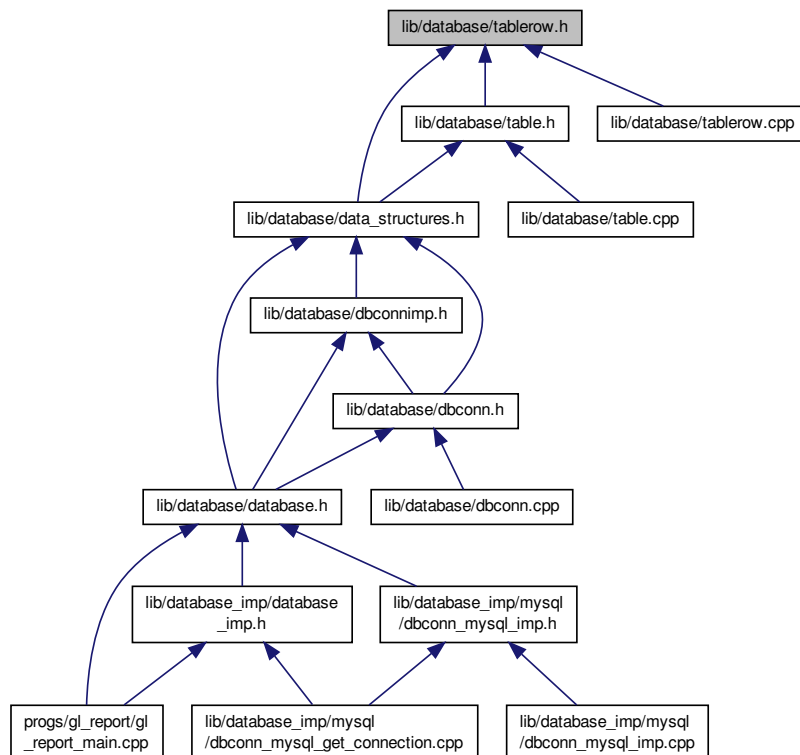 lib/database/tablerow.h
lib/database/table.h
lib/database/tablerow.cpp
lib/database/data_structures.h
lib/database/table.cpp
lib/database/dbconnimp.h
lib/database/dbconn.h
lib/database/database.h
lib/database/dbconn.cpp
lib/database_imp/database
_imp.h
lib/database_imp/mysql
/dbconn_mysql_imp.h
progs/gl_report/gl
_report_main.cpp
lib/database_imp/mysql
/dbconn_mysql_get_connection.cpp
lib/database_imp/mysql
/dbconn_mysql_imp.cpp